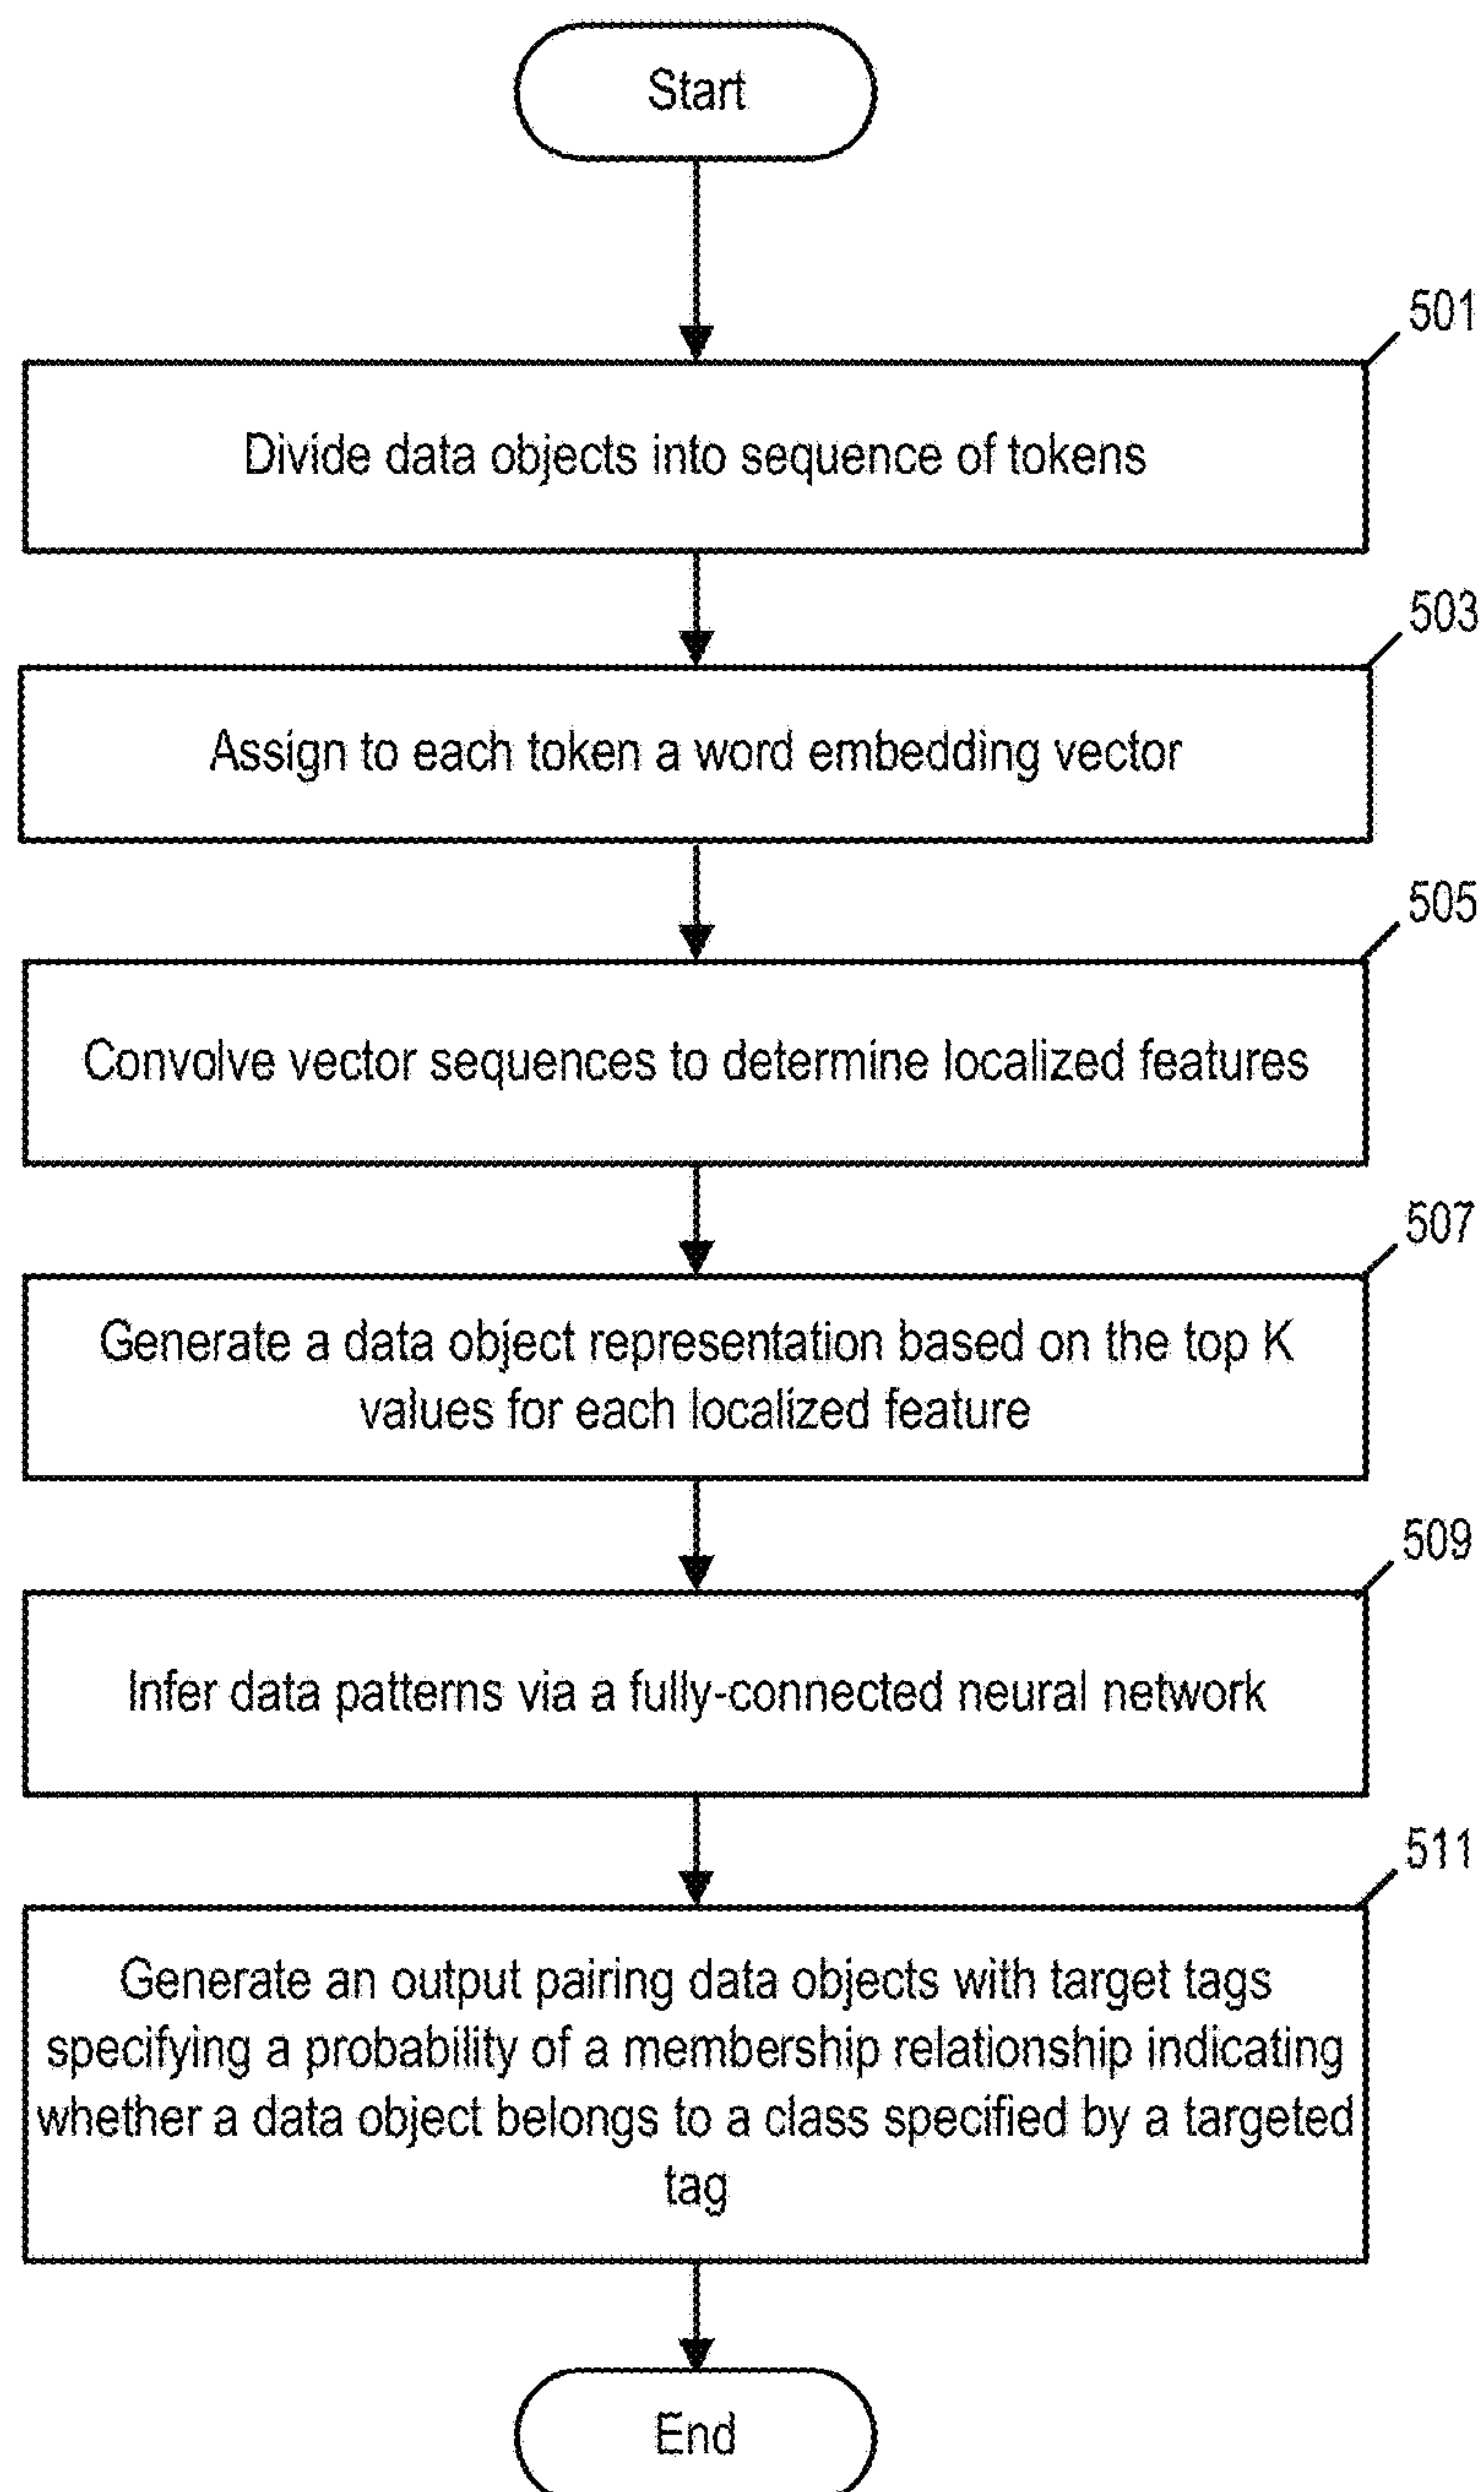 Start
501
Divide data objects into sequence of tokens
503
Assign to each token a word embedding vector
505
Convolve vector sequences to determine localized features
507
Generate a data object representation based on the top K
values for each localized feature
509
Infer data patterns via a fully-connected neural network
511
Generate an output pairing data objects with target tags
specifying a probability of a membership relationship indicating
whether a data object belongs to a class specified by a targeted
tag
End